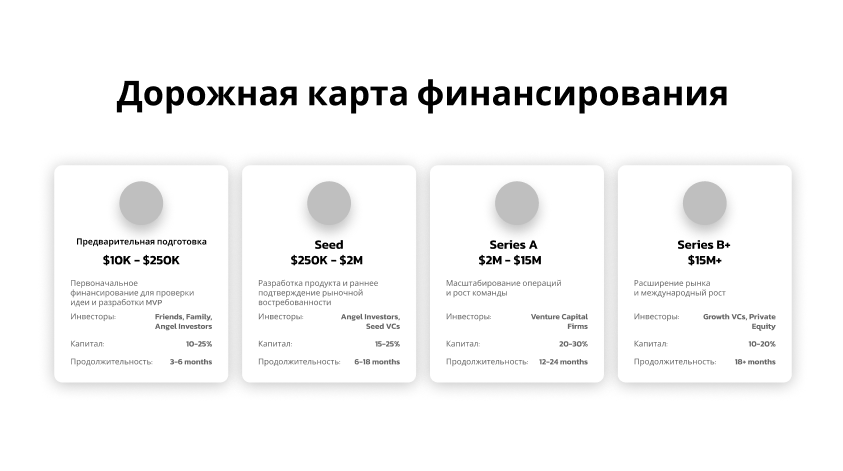 Дорожная карта финансирования
Предварительная подготовка
$10K – $250K
Первоначальное
финансирование для проверки
идеи и разработки MVP
Инвесторы: Friends, Family,
Angel Investors
Капитал: 10–25%
Продолжительность: 3–6 months
Seed
$250K – $2M
Разработка продукта и раннее
подтверждение рыночной
востребованности
Инвесторы: Angel Investors,
Seed VCs
Капитал: 15–25%
Продолжительность: 6–18 months
Series A
$2M – $15M
Масштабирование операций
и рост команды
Инвесторы: Venture Capital
Firms
Капитал: 20–30%
Продолжительность: 12–24 months
Series B+
$15M+
Расширение рынка
и международный рост
Инвесторы: Growth VCs, Private
Equity
Капитал: 10–20%
Продолжительность: 18+ months